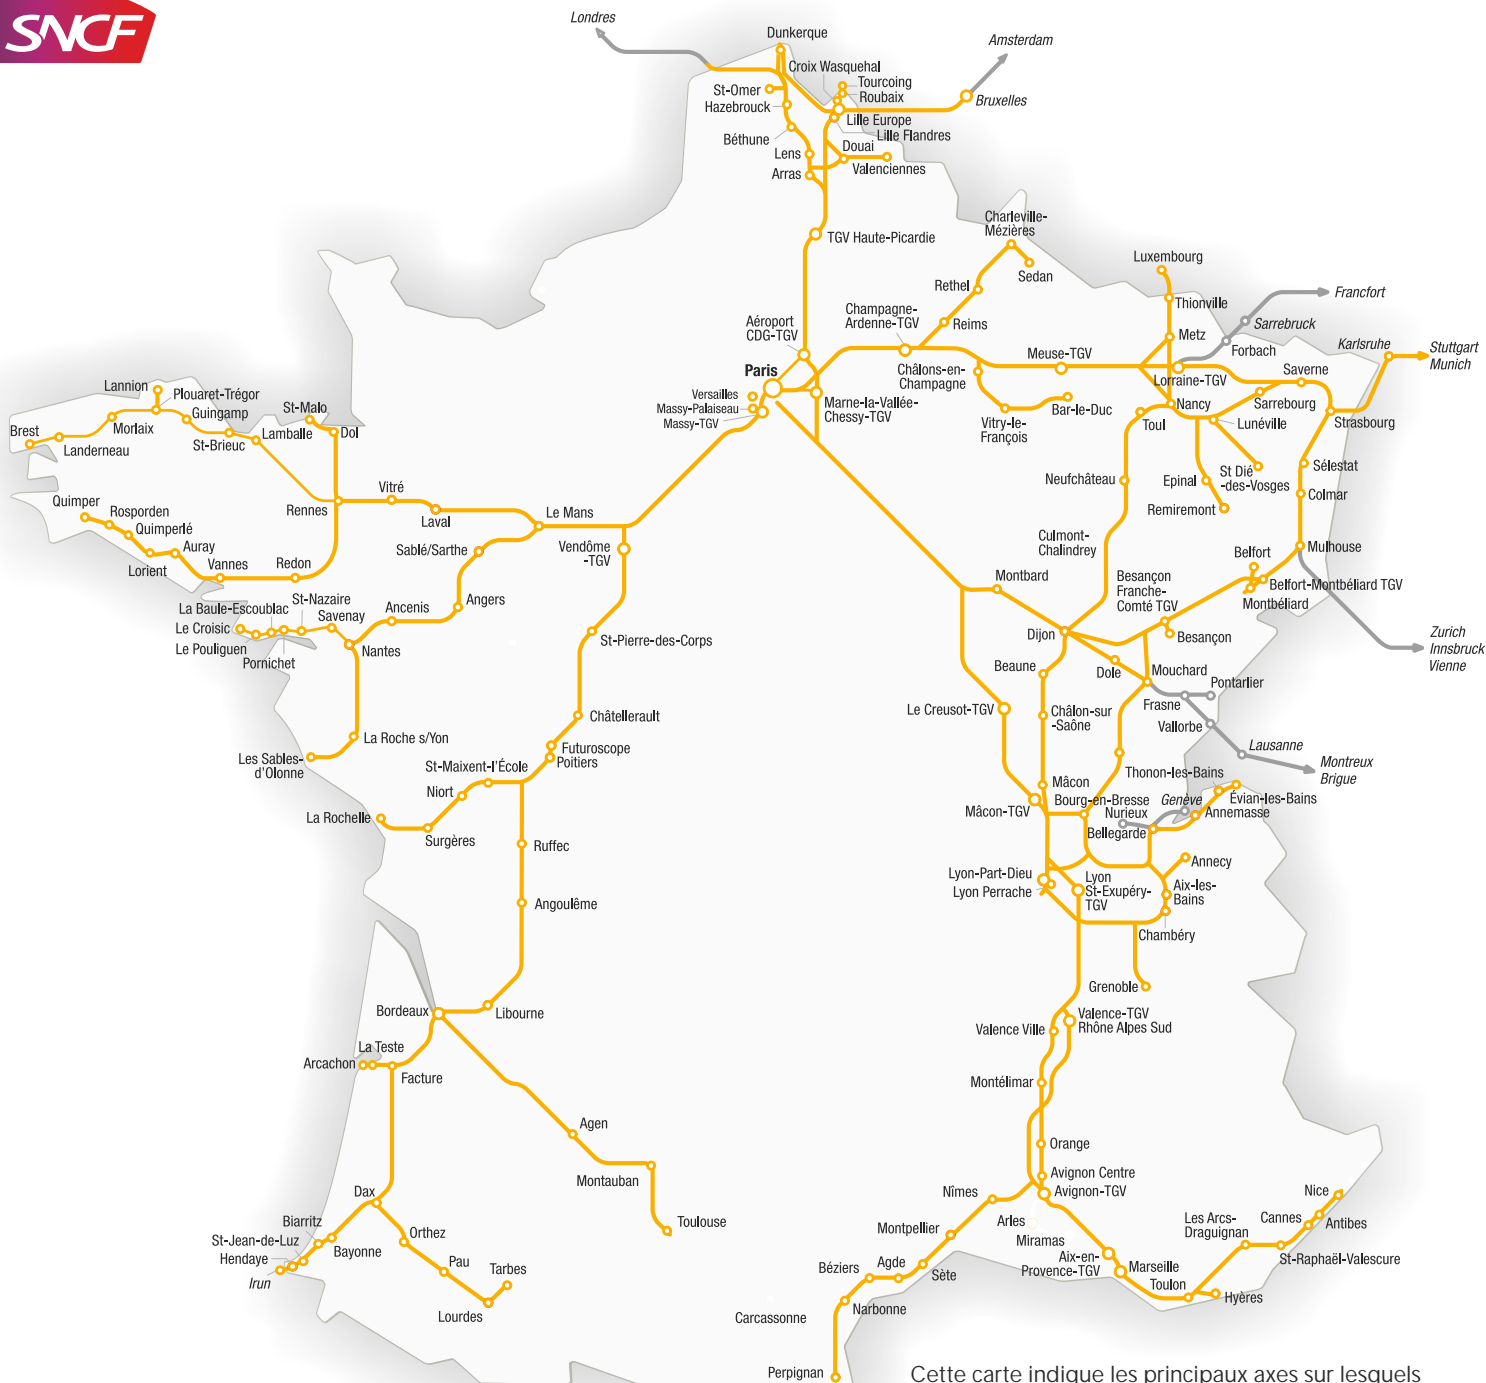 SNCF
Londres
Dunkerque
Amsterdam
Croix Wasquehal
Tourcoing
Roubaix
St-Omer
Hazebrouck
Bruxelles
Lille Europe
Lille Flandres
Béthune
Douai
Lens
Valenciennes
Arras
Charleville-
Mézières
TGV Haute-Picardie
Luxembourg
Sedan
Rethel
Thionville
Francfort
Champagne-
Ardenne-TGV
Aéroport
CDG-TGV
Reims
Sarrebruck
Metz
Forbach
Karlsruhe
Stuttgart
Munich
Meuse-TGV
Paris
Châlons-en-
Champagne
Lorraine-TGV
Saverne
Lannion
Plouaret-Trégor
Guingamp
St-Malo
Versailles
Massy-Palaiseau
Massy-TGV
Marne-la-Vallée-
Chessy-TGV
Vitry-le-
François
Bar-le-Duc
Toul
Nancy
Sarrebourg
Lunéville
Strasbourg
Brest
Landerneau
Morlaix
St-Brieuc
Lamballe
Dol
Neufchâteau
Epinal
St Dié
-des-Vosges
Sélestat
Colmar
Remiremont
Quimper
Rosporden
Quimperlé
Auray
Lorient
Vannes
Redon
Rennes
Vitré
Laval
Le Mans
Sablé/Sarthe
Vendôme
-TGV
Culmont-
Chalindrey
Mulhouse
Belfort
Belfort-Montbéliard TGV
Montbéliard
Montbard
Besançon
Franche-
Comté TGV
Besançon
La Baule-Escoublac
St-Nazaire
Savenay
Le Croisic
Le Pouliguen
Pornichet
Nantes
Ancenis
Angers
St-Pierre-des-Corps
Dijon
Zurich
Innsbruck
Vienne
Beaune
Dole
Mouchard
Pontarlier
Frasne
Vallorbe
Le Creusot-TGV
Châlon-sur
-Saône
Châtellerault
La Roche s/Yon
Les Sables-
d'Olonne
Futuroscope
Poitiers
St-Maixent-l'École
Niort
Lausanne
Montreux
Brigue
Mâcon
Thonon-les-Bains
Évian-les-Bains
Mâcon-TGV
Bourg-en-Bresse
Nurieux
Genève
Annemasse
Bellegarde
La Rochelle
Surgères
Ruffec
Annecy
Lyon-Part-Dieu
Lyon Perrache
Lyon
St-Exupéry-
TGV
Aix-les-
Bains
Angoulême
Chambéry
Grenoble
Bordeaux
Libourne
Valence Ville
Valence-TGV
Rhône Alpes Sud
La Teste
Arcachon
Facture
Montélimar
Agen
Orange
Montauban
Avignon Centre
Avignon-TGV
Nîmes
Toulouse
Dax
Biarritz
St-Jean-de-Luz
Hendaye
Irun
Bayonne
Orthez
Pau
Tarbes
Lourdes
Montpellier
Arles
Miramas
Aix-en-
Provence-TGV
Marseille
Toulon
Hyères
Les Arcs-
Draguignan
Nice
Cannes
Antibes
St-Raphaël-Valescure
Béziers
Agde
Sète
Narbonne
Carcassonne
Perpignan
Cette carte indique les principaux axes sur lesquels